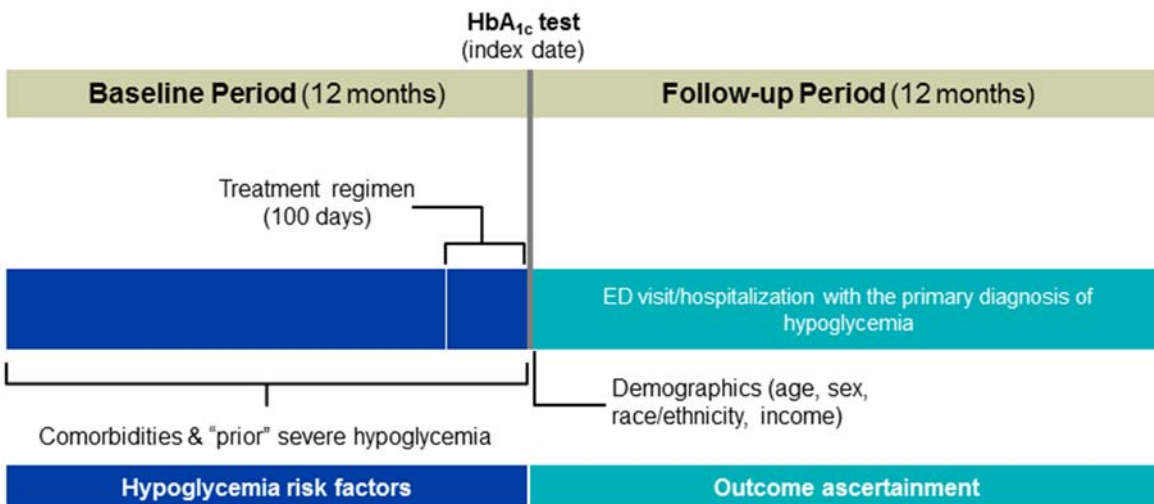 HbA1c test
(index date)
Baseline Period (12 months)
Follow-up Period (12 months)
Treatment regimen
(100 days)
ED visit/hospitalization with the primary diagnosis of
hypoglycemia
Demographics (age, sex,
race/ethnicity, income)
Comorbidities & “prior” severe hypoglycemia
Hypoglycemia risk factors
Outcome ascertainment